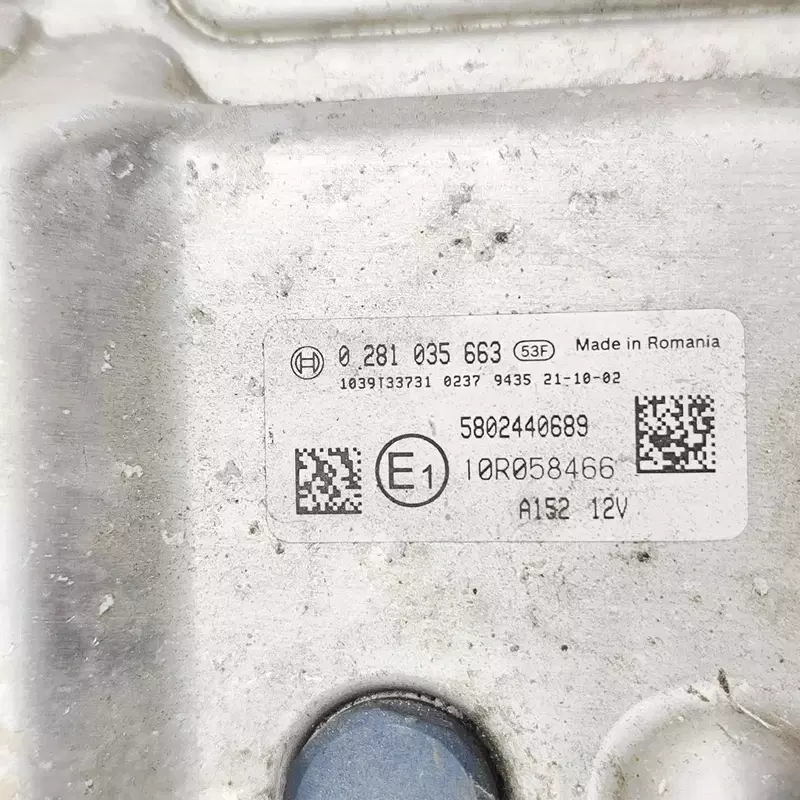 0 281 035 663 53F Made in Romania
1039T33731 0237 9435 21-10-02
5802440689
E1 10R058466
A152 12V